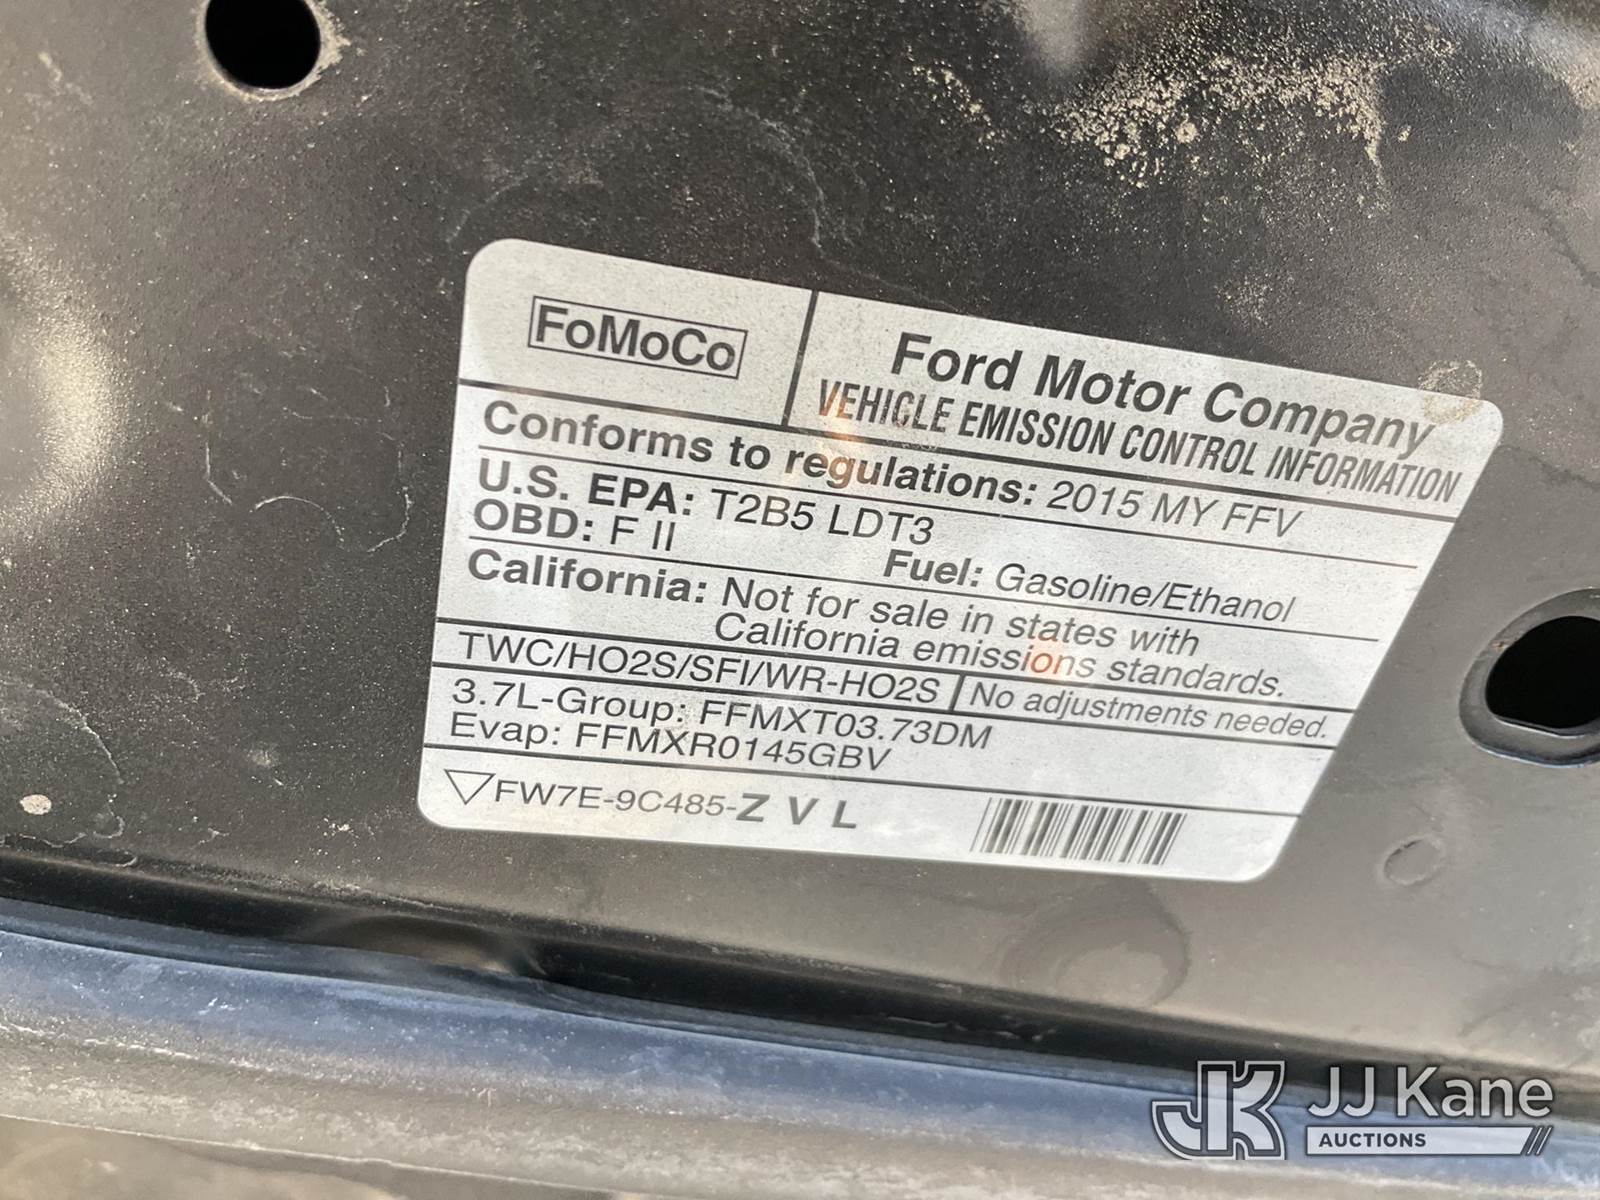 FoMoCo
Ford Motor Company
VEHICLE EMISSION CONTROL INFORMATION
Conforms to regulations: 2015 MY FFV
U.S. EPA: T2B5 LDT3
OBD: F II Fuel: Gasoline/Ethanol
California: Not for sale in states with
California emissions standards.
TWC/HO2S/SFI/WR-HO2S No adjustments needed.
3.7L-Group: FFMXT03.73DM
Evap: FFMXR0145GBV
FW7E-9C485-Z V L
JK JJ Kane
AUCTIONS